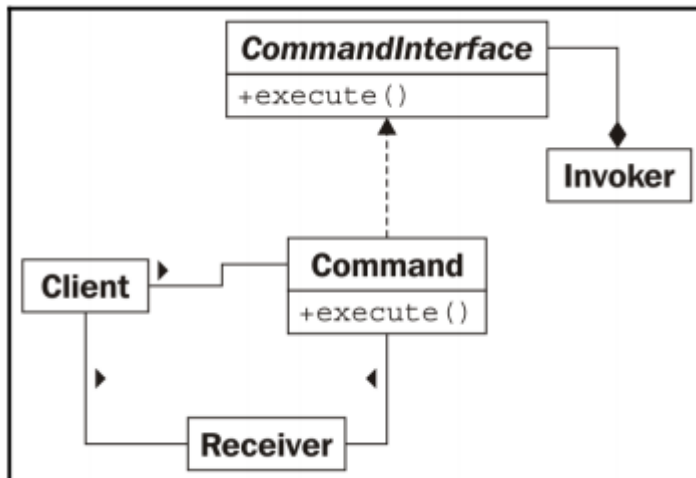 CommandInterface
+execute()
Invoker
Command
+execute()
Client
Receiver